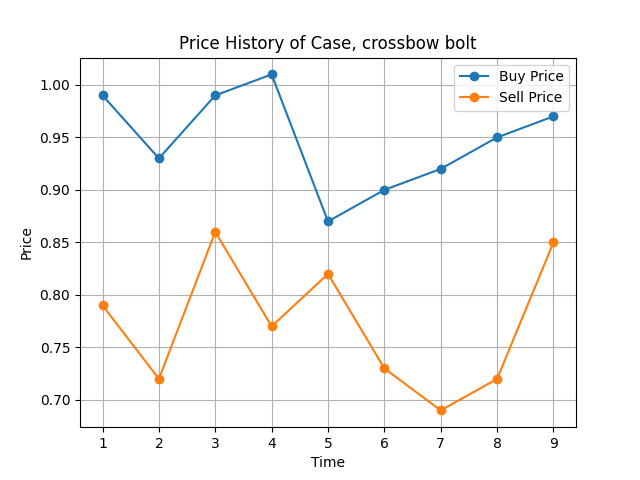 Price History of Case, crossbow bolt
Buy Price
Sell Price
Price
1.00
0.95
0.90
0.85
0.80
0.75
0.70
1 2 3 4 5 6 7 8 9
Time